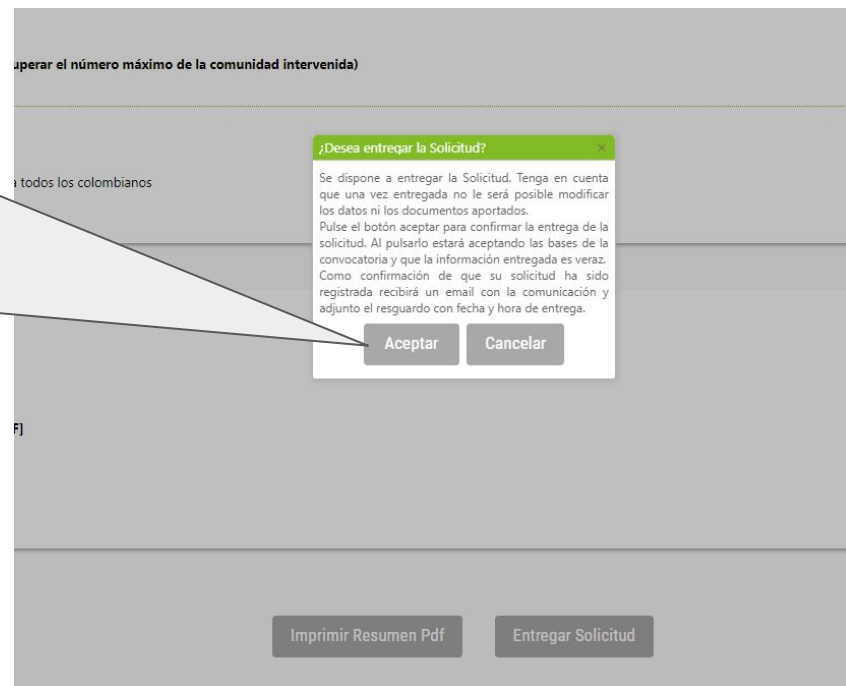 uperar el número máximo de la comunidad intervenida)
¿Desea entregar la Solicitud? ×
a todos los colombianos
Se dispone a entregar la Solicitud. Tenga en cuenta
que una vez entregada no le será posible modificar
los datos ni los documentos aportados.
Pulse el botón aceptar para confirmar la entrega de la
solicitud. Al pulsarlo estará aceptando las bases de la
convocatoria y que la información entregada es veraz.
Como confirmación de que su solicitud ha sido
registrada recibirá un email con la comunicación y
adjunto el resguardo con fecha y hora de entrega.
Aceptar Cancelar
F]
Imprimir Resumen Pdf Entregar Solicitud